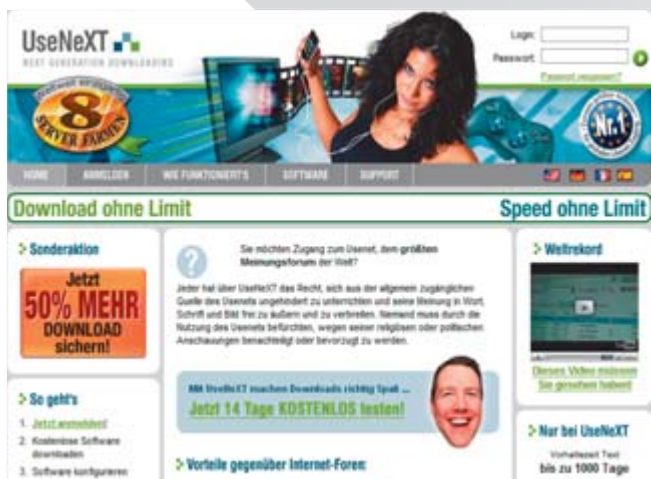 UseNeXT
NEXT GENERATION DOWNLOADING
Login:
Passwort:
Passwort vergessen?
Weltweit einzigartig
8
SERVER FARMEN
Nr.1
HOME
ANMELDEN
WIE FUNKTIONIERT'S
SOFTWARE
SUPPORT
Download ohne Limit
Speed ohne Limit
Sonderaktion
Jetzt
50% MEHR
DOWNLOAD
sichern!
So geht's
1. Jetzt anmelden!
2. Kostenlose Software
downloaden
3. Software konfigurieren
?
Sie möchten Zugang zum Usenet, dem größten
Meinungsforum der Welt?
Jeder hat über UseNeXT das Recht, sich aus der allgemein zugänglichen
Quelle des Usenets ungehindert zu unterrichten und seine Meinung in Wort,
Schrift und Bild frei zu äußern und zu verbreiten. Niemand muss durch die
Nutzung des Usenets befürchten, wegen seiner religiösen oder politischen
Anschauungen benachteiligt oder bevorzugt zu werden.
Mit UseNeXT machen Downloads richtig Spaß ...
Jetzt 14 Tage KOSTENLOS testen!
Vorteile gegenüber Internet-Foren:
Weltrekord
Dieses Video müssen
Sie gesehen haben!
Nur bei UseNeXT
Vorhaltezeit Text
bis zu 1000 Tage